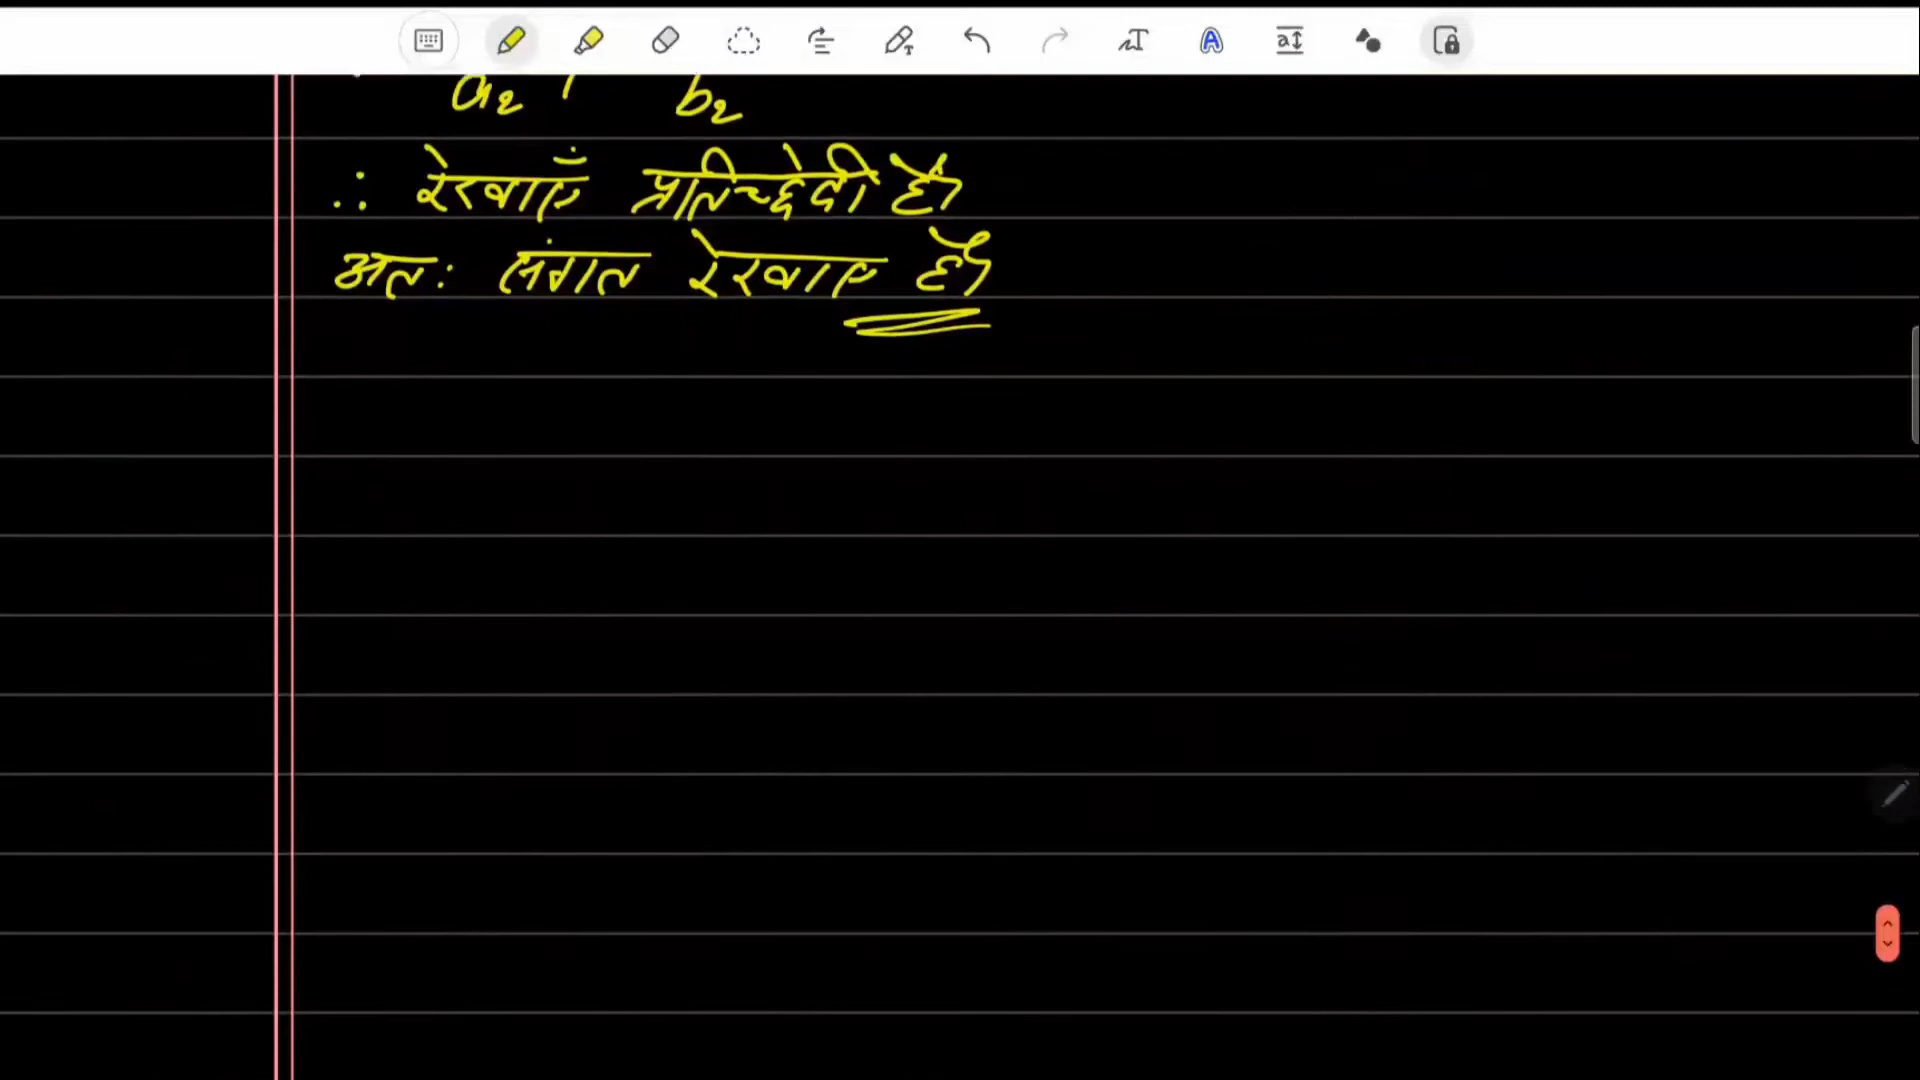 a₂ b₂
∴ रेखाएँ प्रतिच्छेदी है।
अतः संगत रेखाए है।